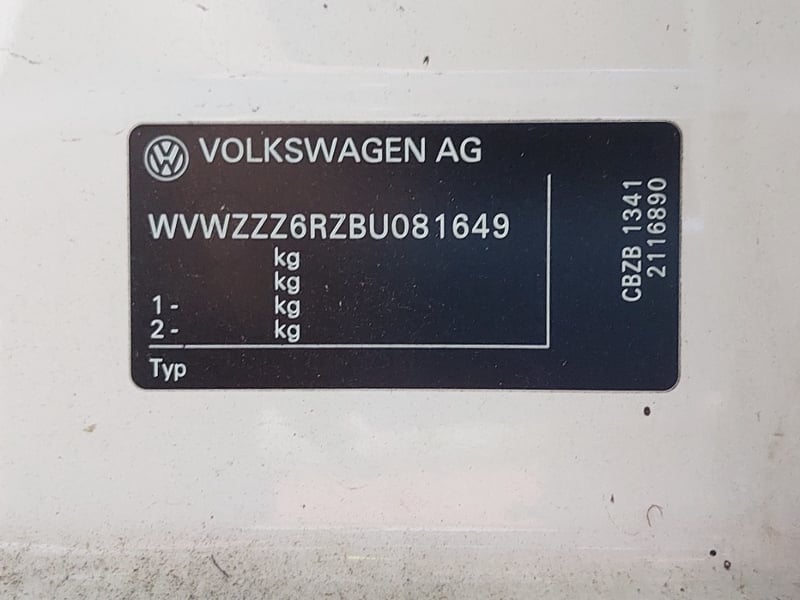 VOLKSWAGEN AG
WVWZZZ6RZBU081649
kg
kg
1- kg
2- kg
Typ
CBZB 1341
2116890